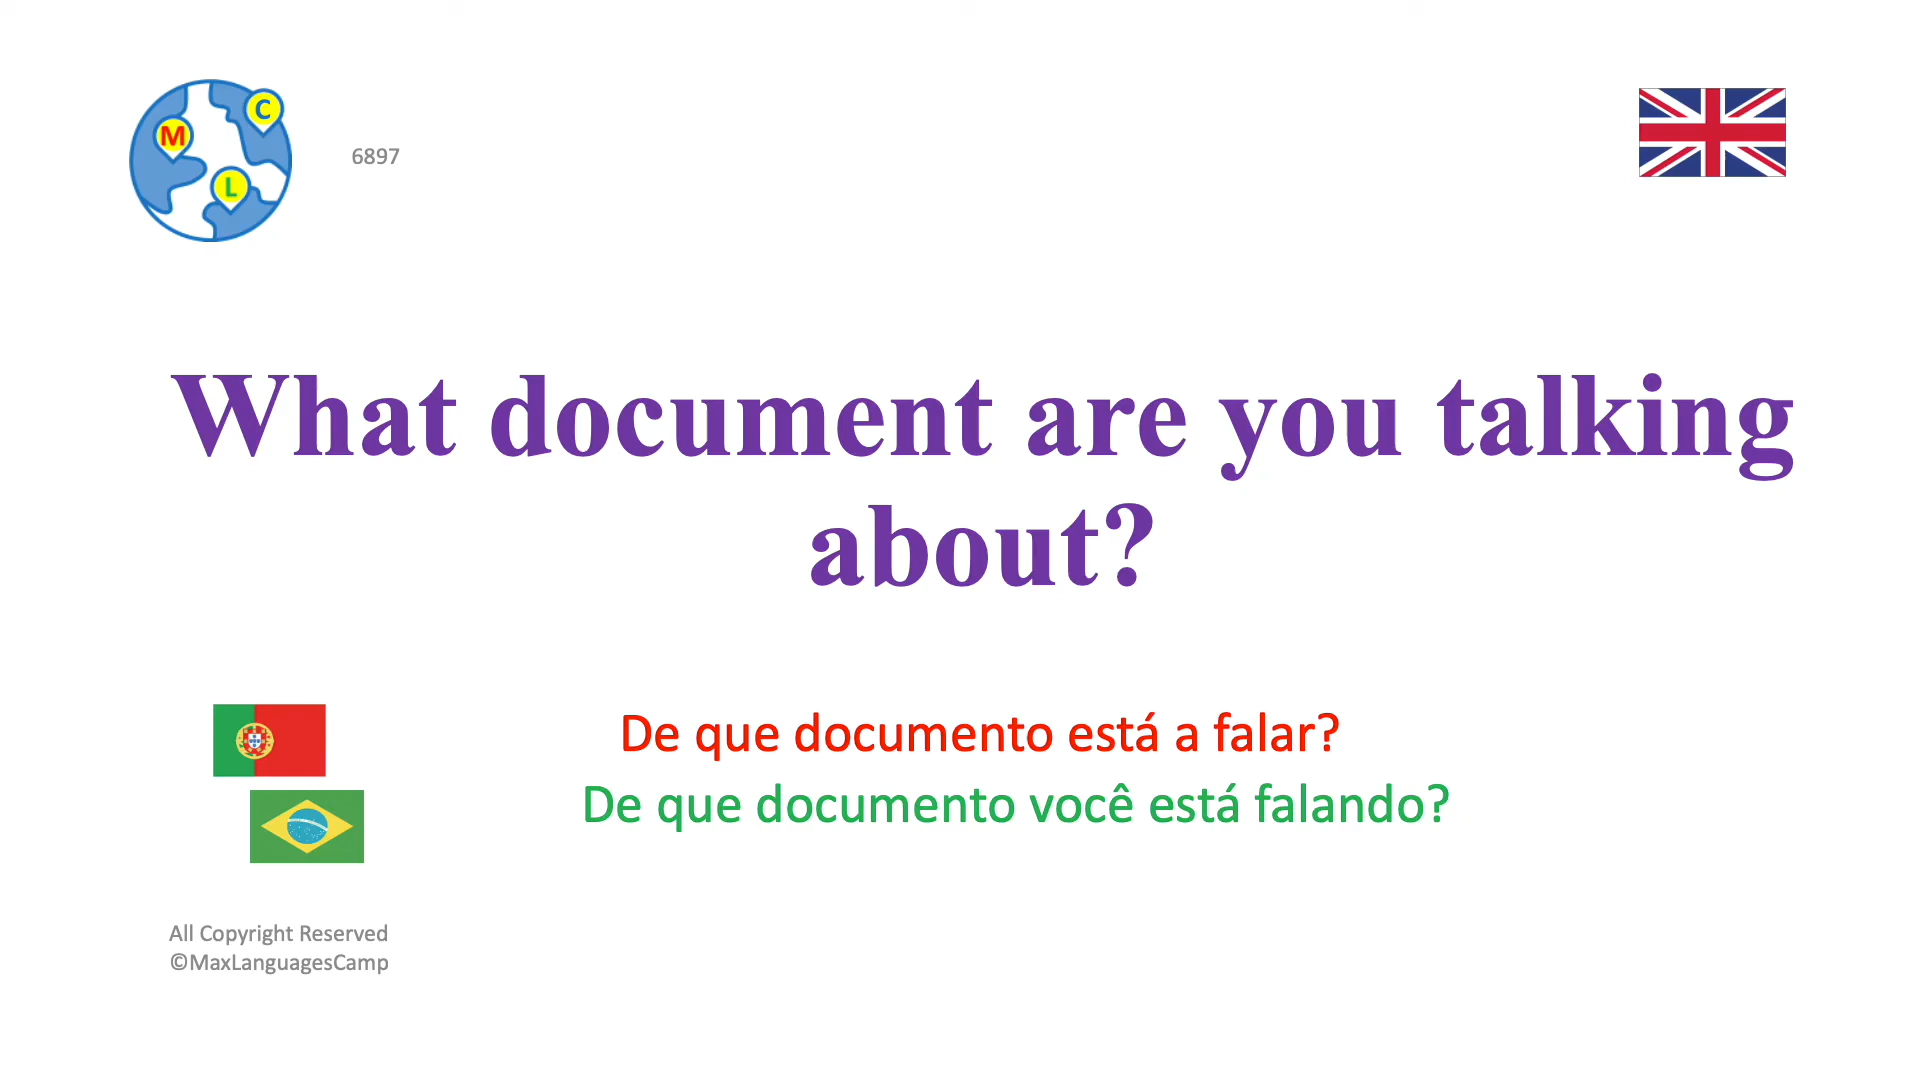 M
C
L
6897
What document are you talking
about?
De que documento está a falar?
De que documento você está falando?
All Copyright Reserved
©MaxLanguagesCamp